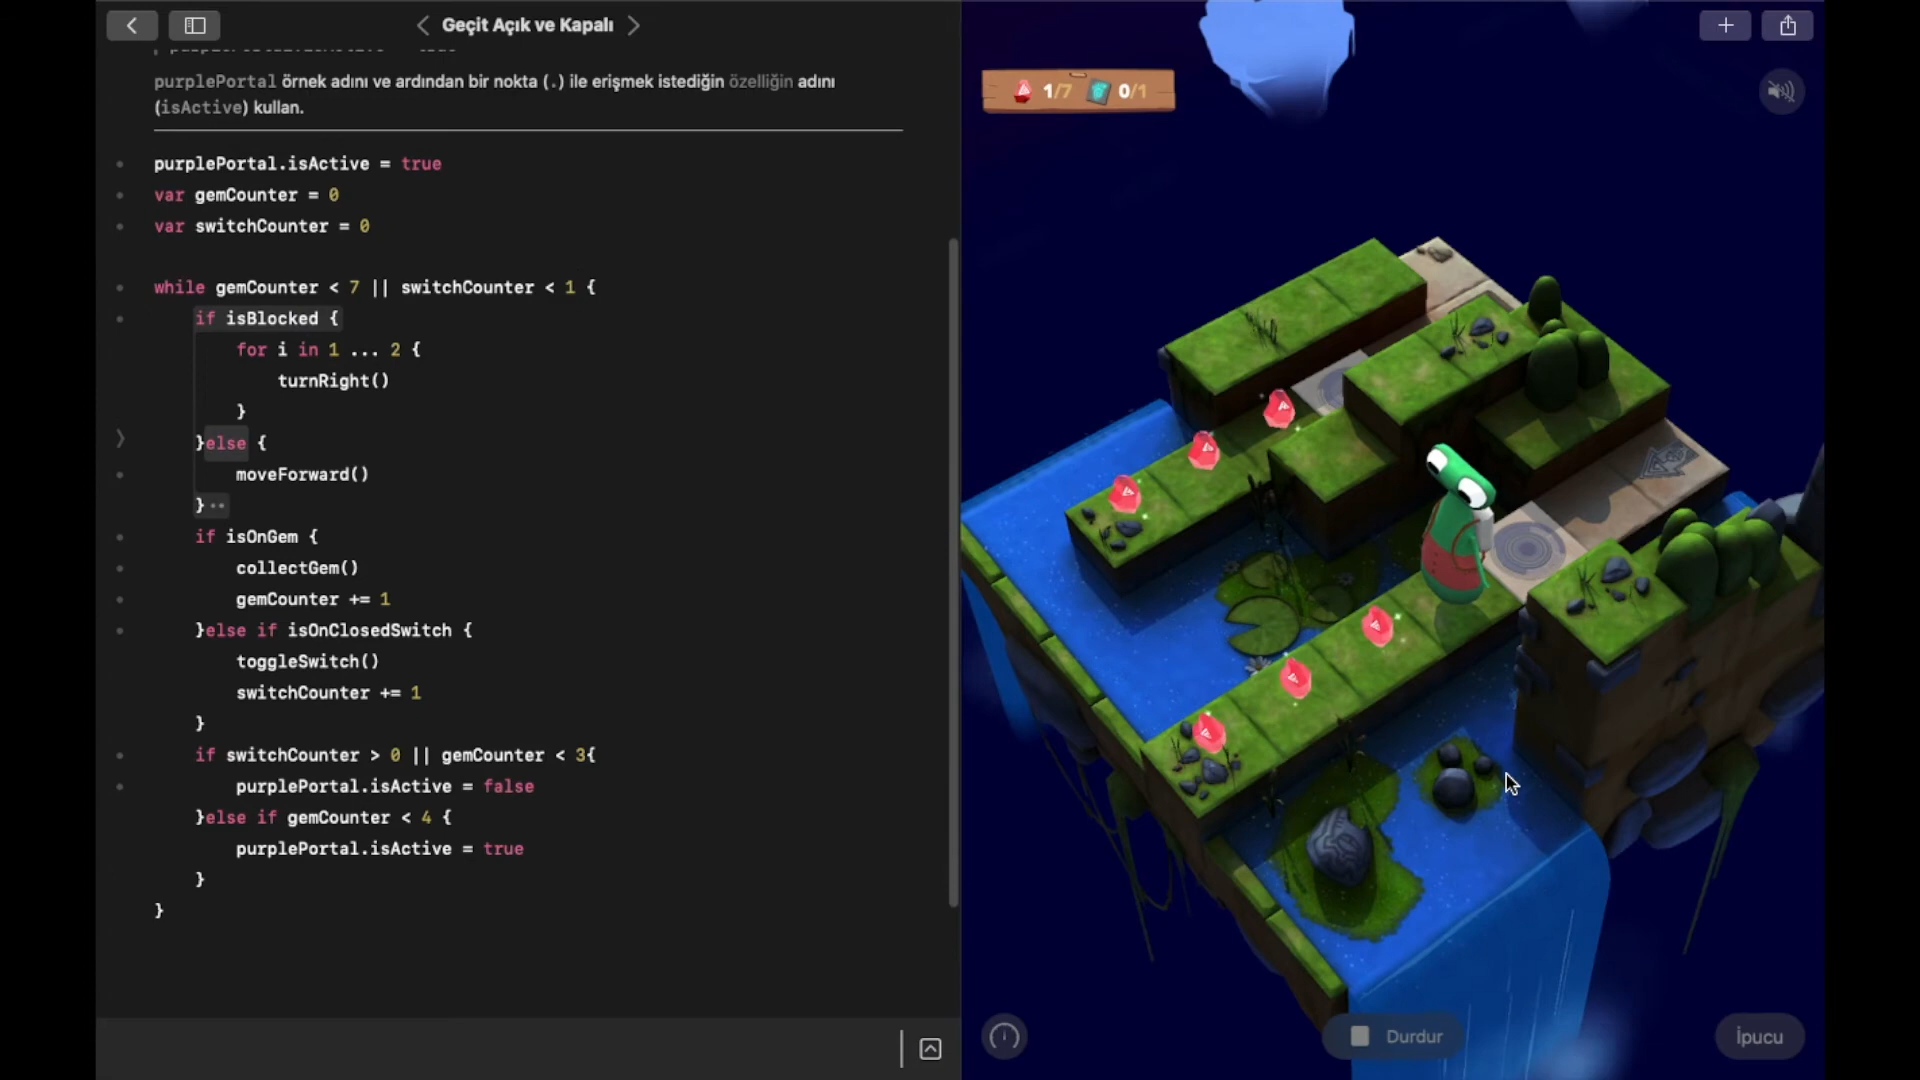 Geçit Açık ve Kapalı
purplePortal örnek adını ve ardından bir nokta (.) ile erişmek istediğin özelliğin adını
(isActive) kullan.
purplePortal.isActive = true
var gemCounter = 0
var switchCounter = 0
while gemCounter < 7 || switchCounter < 1 {
if isBlocked {
for i in 1 ... 2 {
turnRight()
}
}else {
moveForward()
}
if isOnGem {
collectGem()
gemCounter += 1
}else if isOnClosedSwitch {
toggleSwitch()
switchCounter += 1
}
if switchCounter > 0 || gemCounter < 3{
purplePortal.isActive = false
}else if gemCounter < 4 {
purplePortal.isActive = true
}
}
1/7 0/1
Durdur
İpucu